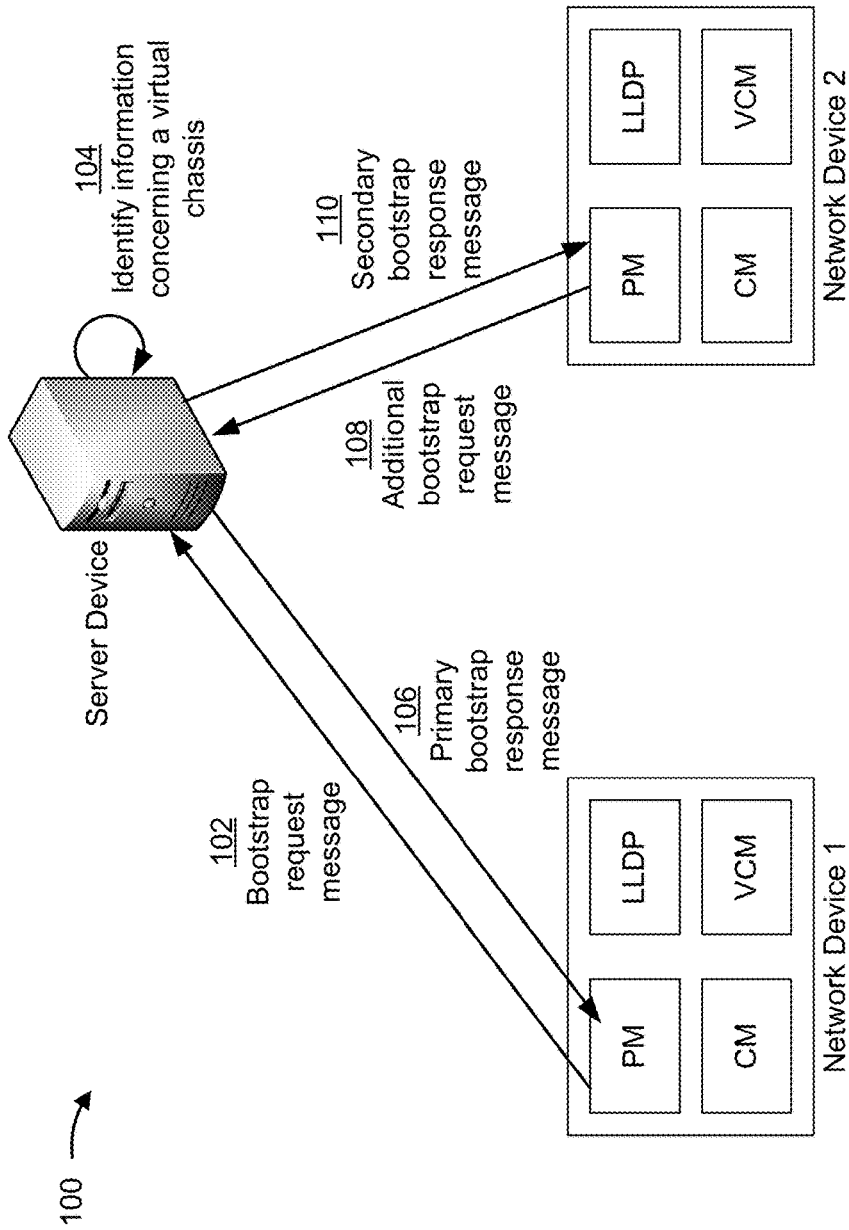 100
Server Device
104
Identify information
concerning a virtual
chassis
102
Bootstrap
request
message
106
Primary
bootstrap
response
message
108
Additional
bootstrap
request
message
110
Secondary
bootstrap
response
message
PM
LLDP
CM
VCM
Network Device 1
PM
LLDP
CM
VCM
Network Device 2